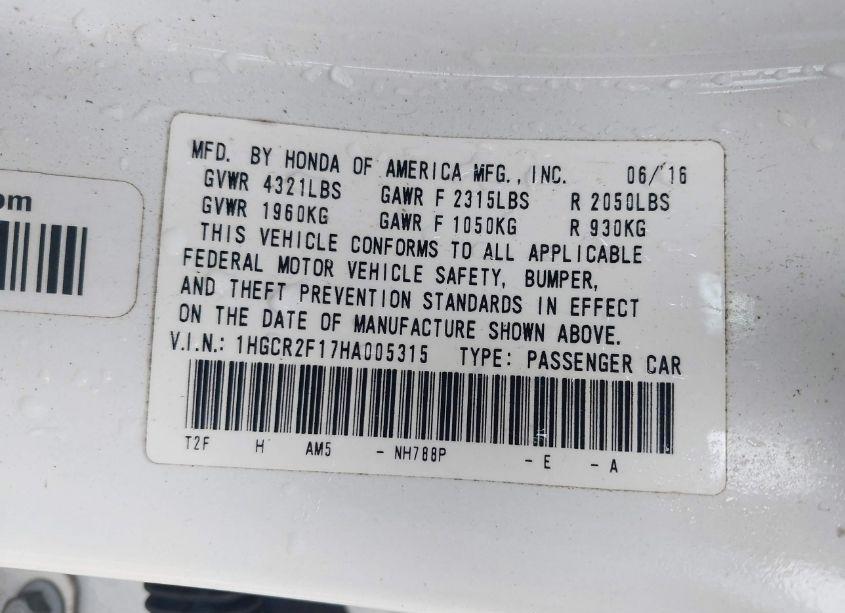 MFD. BY HONDA OF AMERICA MFG., INC. 06/'16
GVWR 4321LBS GAWR F 2315LBS R 2050LBS
GVWR 1960KG GAWR F 1050KG R 930KG
THIS VEHICLE CONFORMS TO ALL APPLICABLE
FEDERAL MOTOR VEHICLE SAFETY, BUMPER,
AND THEFT PREVENTION STANDARDS IN EFFECT
ON THE DATE OF MANUFACTURE SHOWN ABOVE.
V.I.N.: 1HGCR2F17HA005315 TYPE: PASSENGER CAR
T2F H AM5 - NH788P - E - A
om